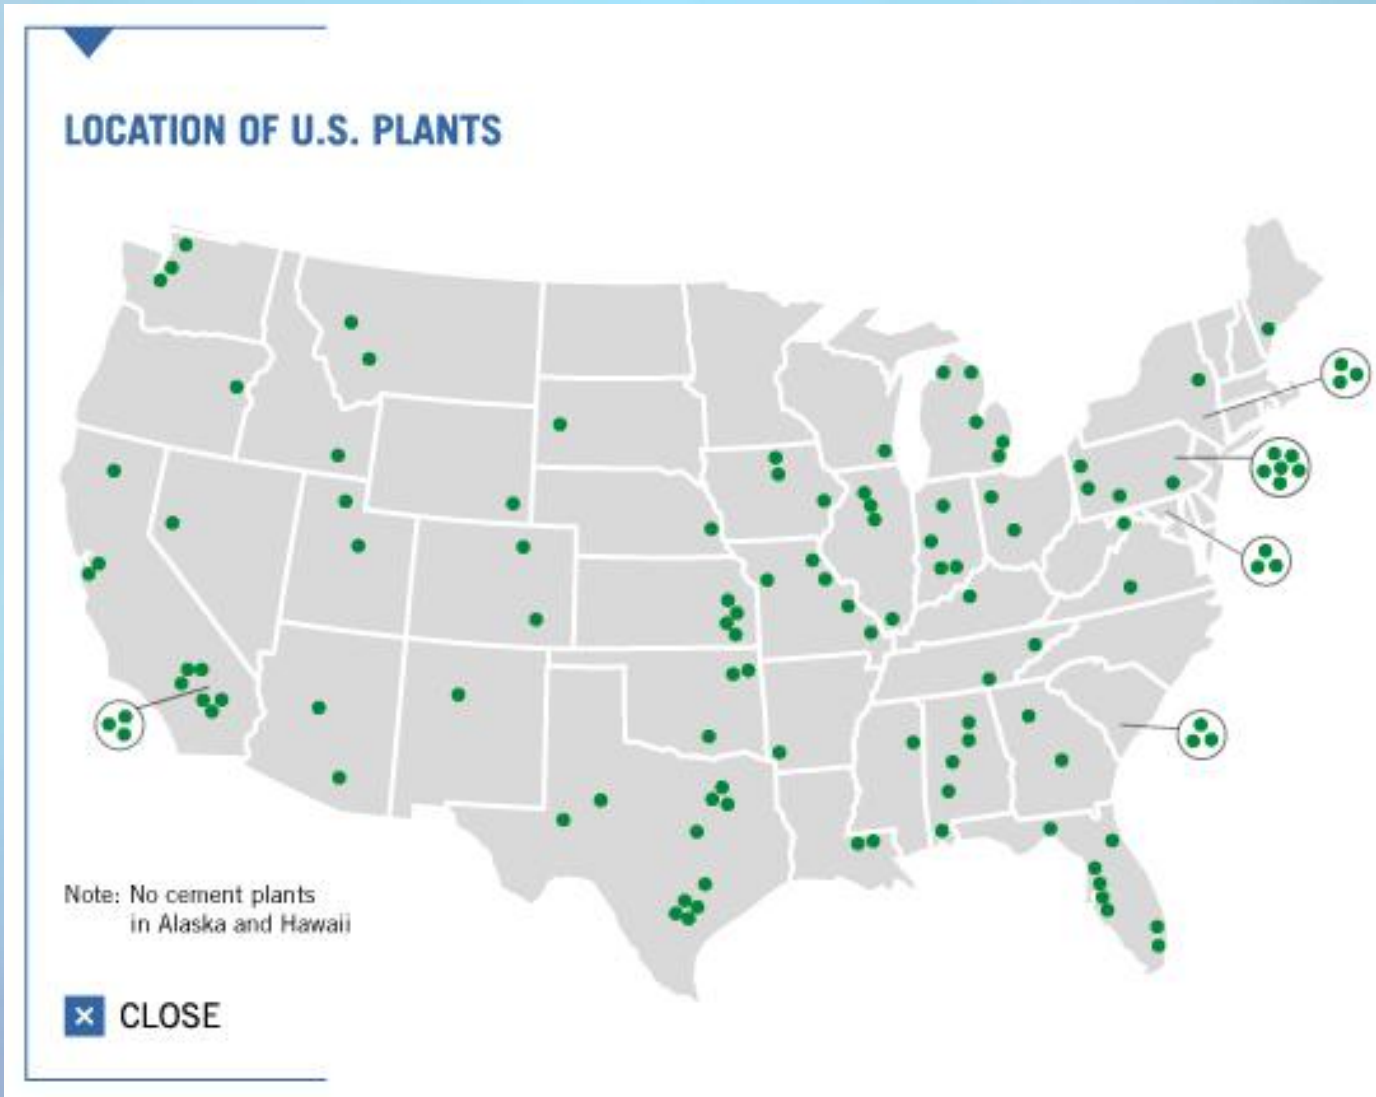 LOCATION OF U.S. PLANTS
Note: No cement plants
in Alaska and Hawaii
× CLOSE